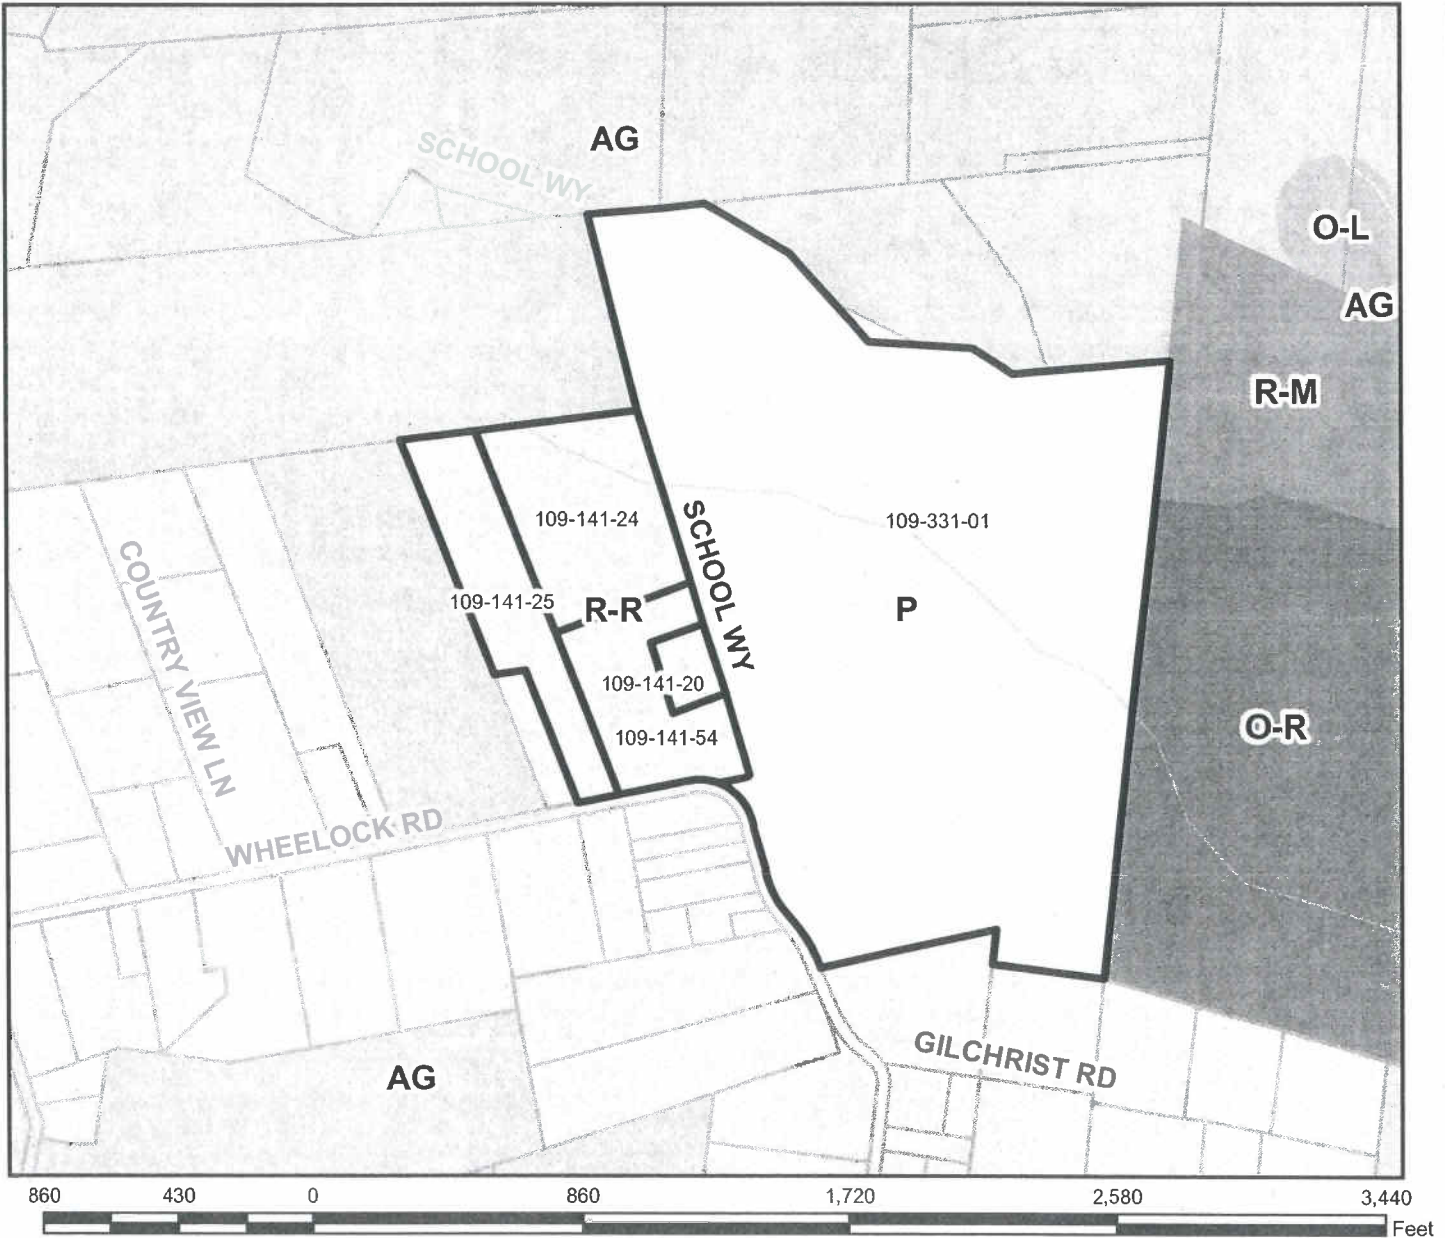 AG
SCHOOL WY
O-L
AG
R-M
109-141-24
SCHOOL WY
109-331-01
COUNTRY VIEW LN
109-141-25
R-R
P
109-141-20
109-141-54
O-R
WHEELOCK RD
GILCHRIST RD
AG
860 430 0 860 1,720 2,580 3,440
Feet